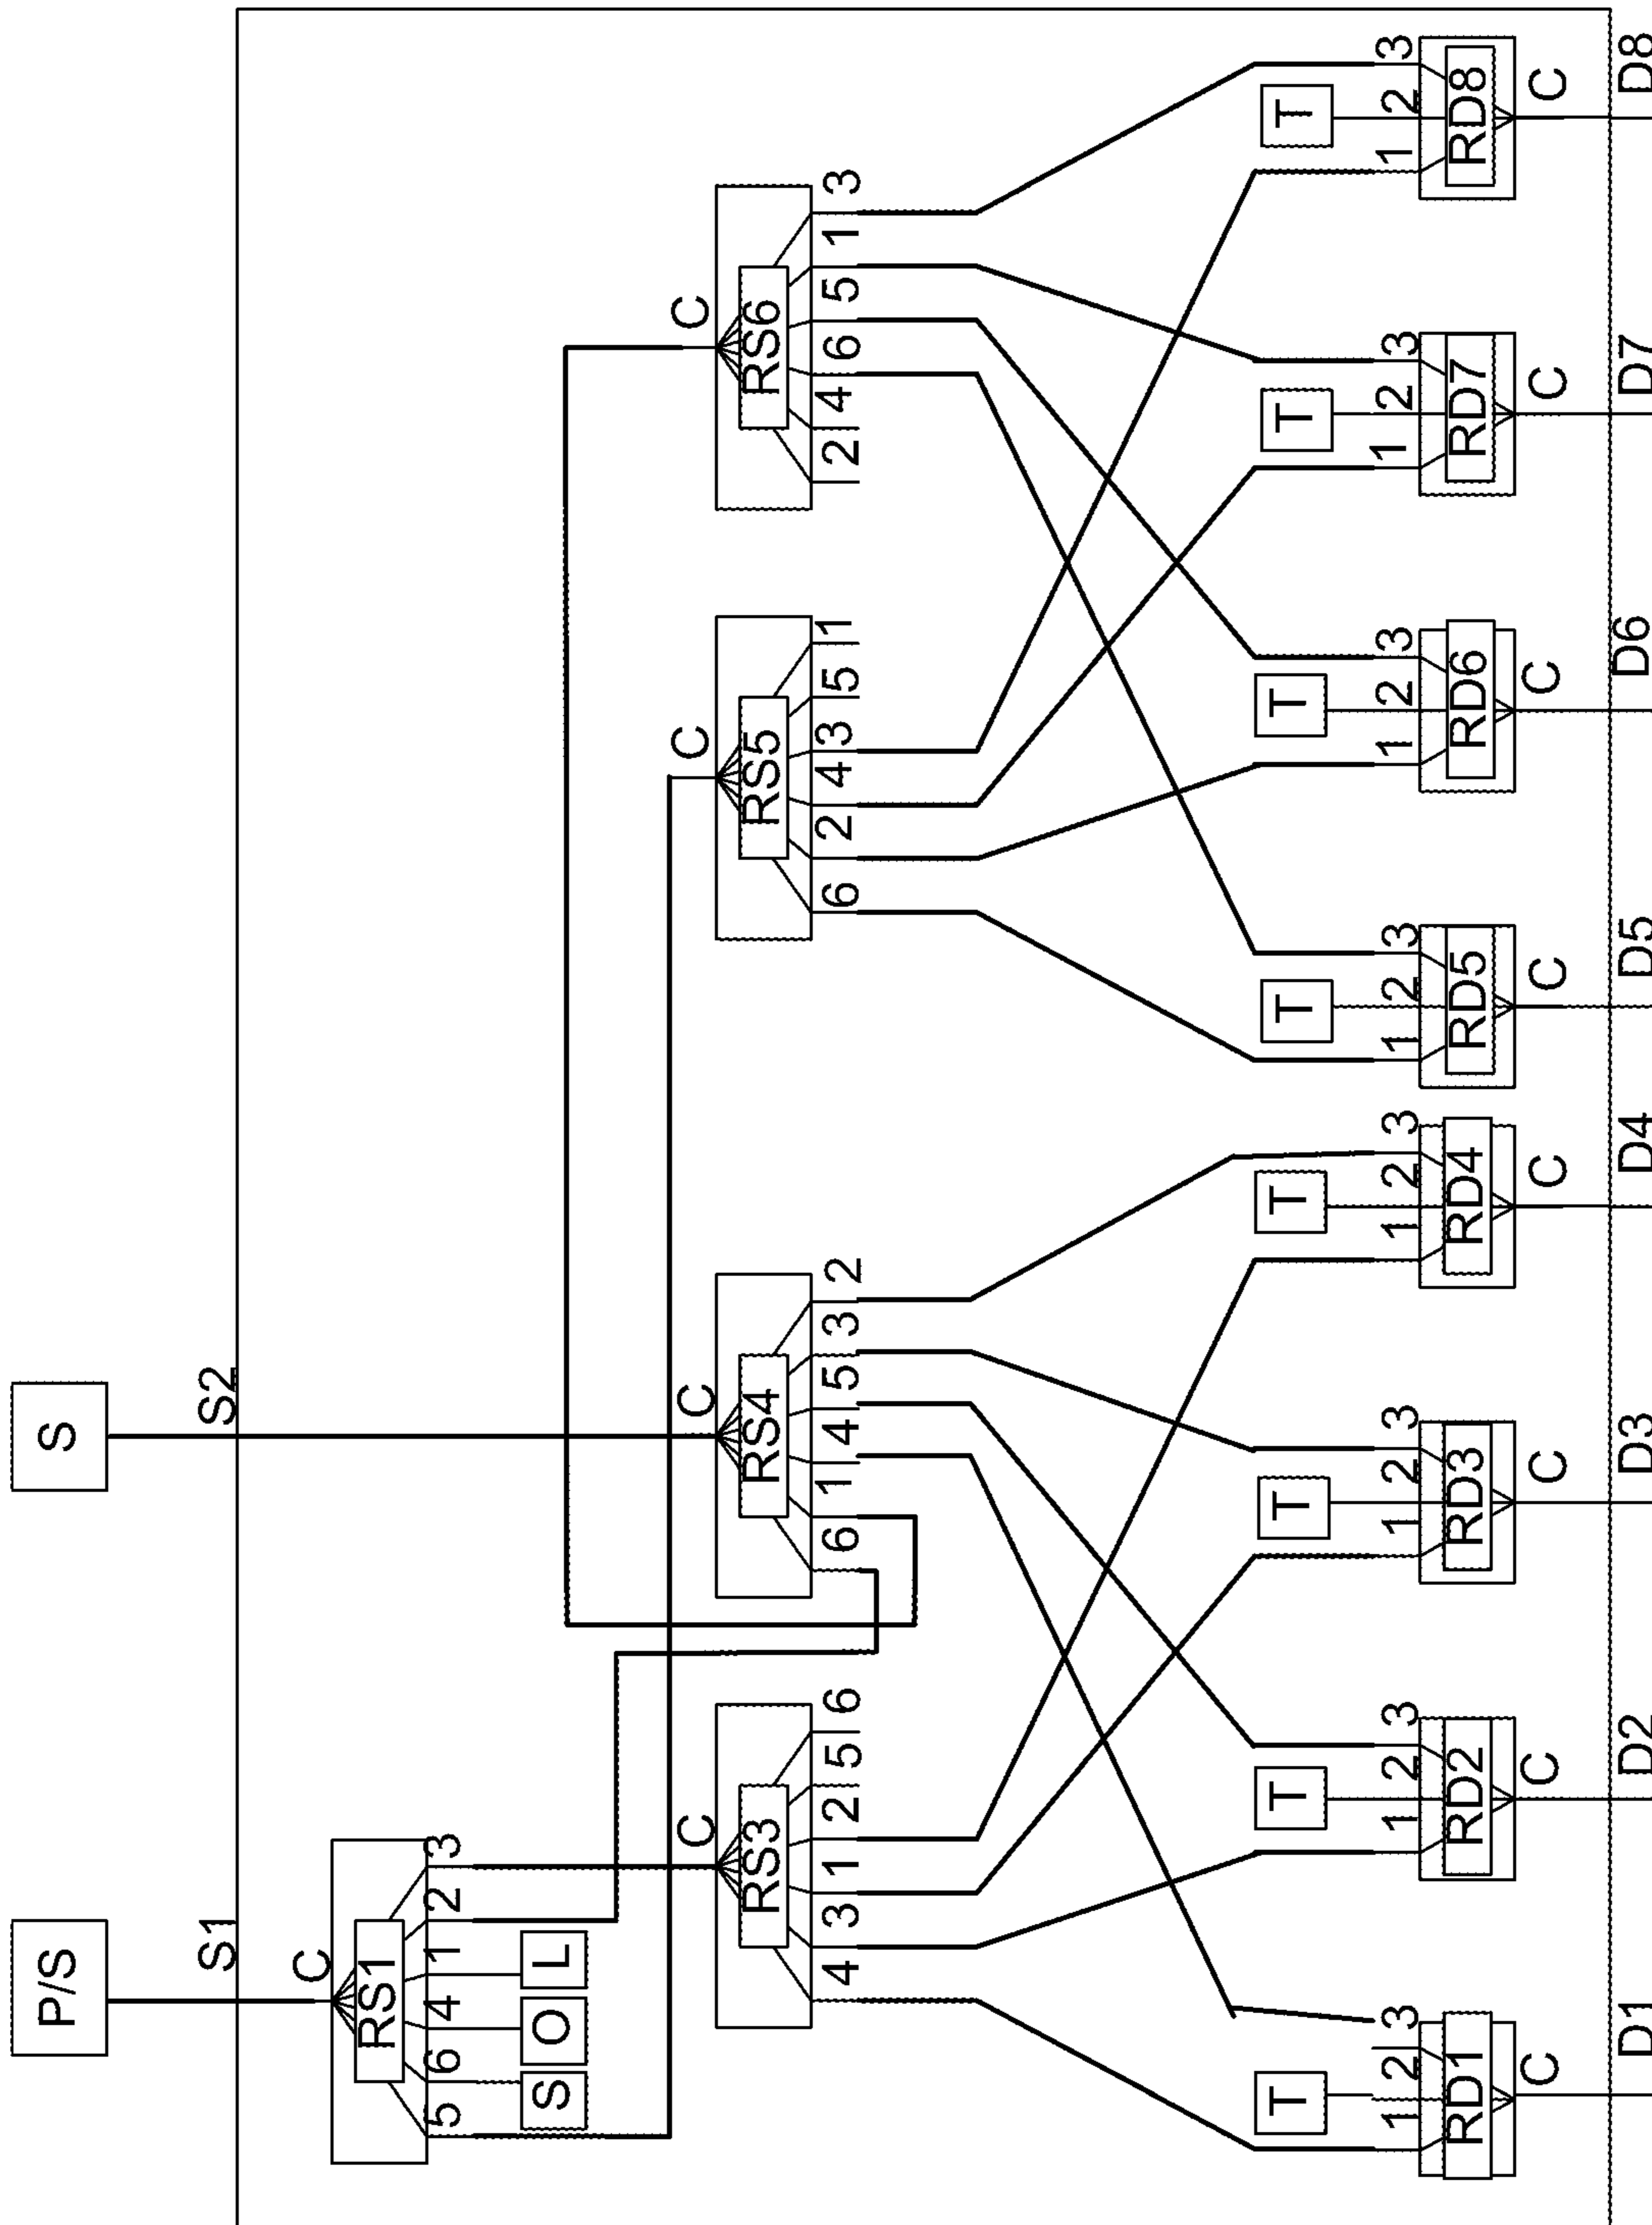 P/S S
S1 S2
C
RS1
5 6 4 1 2 3
S O L
C C C C
RS3 RS4 RS5 RS6
4 3 1 2 5 6 6 1 4 5 3 2 6 2 4 3 5 1 2 4 6 5 1 3
T T T T T T T T
1 2 3 1 2 3 1 2 3 1 2 3 1 2 3 1 2 3 1 2 3 1 2 3
RD1 RD2 RD3 RD4 RD5 RD6 RD7 RD8
C C C C C C C C
D1 D2 D3 D4 D5 D6 D7 D8